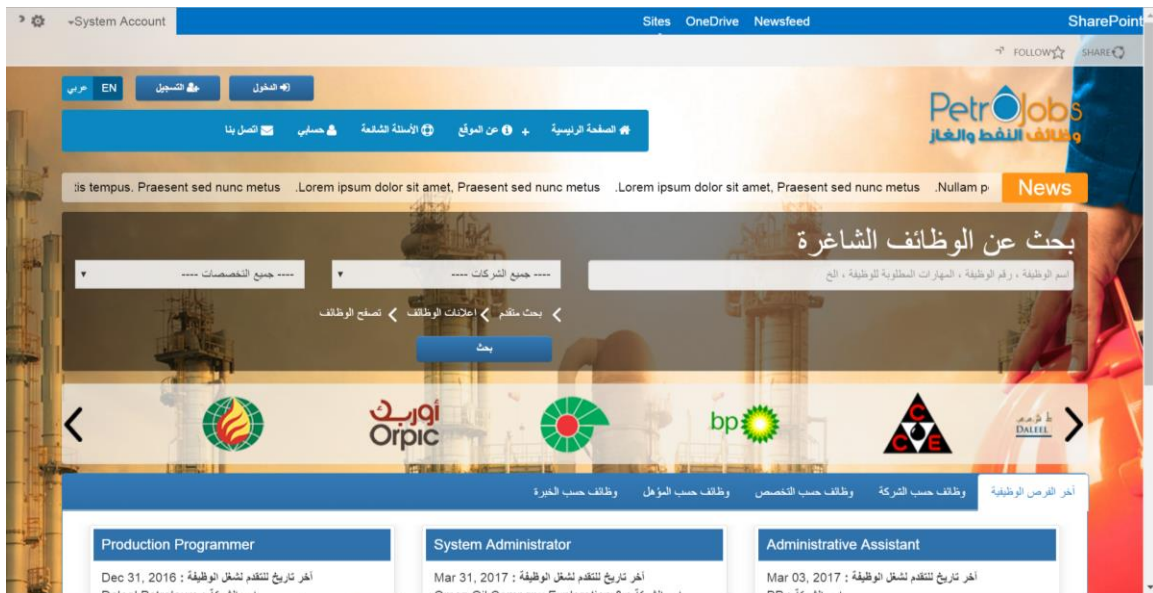 SharePoint
Newsfeed OneDrive Sites
System Account
SHARE
FOLLOW
PetroJobs
وظائف النفط والغاز
الدخول
التسجيل
EN
عربي
الصفحة الرئيسية + عن الموقع الأسئلة الشائعة حسابي اتصل بنا
News
tis tempus. Praesent sed nunc metus .Lorem ipsum dolor sit amet, Praesent sed nunc metus .Lorem ipsum dolor sit amet, Praesent sed nunc metus .Nullam p
بحث عن الوظائف الشاغرة
اسم الوظيفة ، رقم الوظيفة ، المهارات المطلوبة للوظيفة ، الخ
---- جميع الشركات ----
---- جميع التخصصات ----
بحث متقدم اعلانات الوظائف تصفح الوظائف
بحث
DALEEL
CCE
bp
أوربك
Orpic
أخر الفرص الوظيفية وظائف حسب الشركة وظائف حسب التخصص وظائف حسب المؤهل وظائف حسب الخبرة
Administrative Assistant
أخر تاريخ للتقدم لشغل الوظيفة : Mar 03, 2017
System Administrator
أخر تاريخ للتقدم لشغل الوظيفة : Mar 31, 2017
Production Programmer
أخر تاريخ للتقدم لشغل الوظيفة : Dec 31, 2016